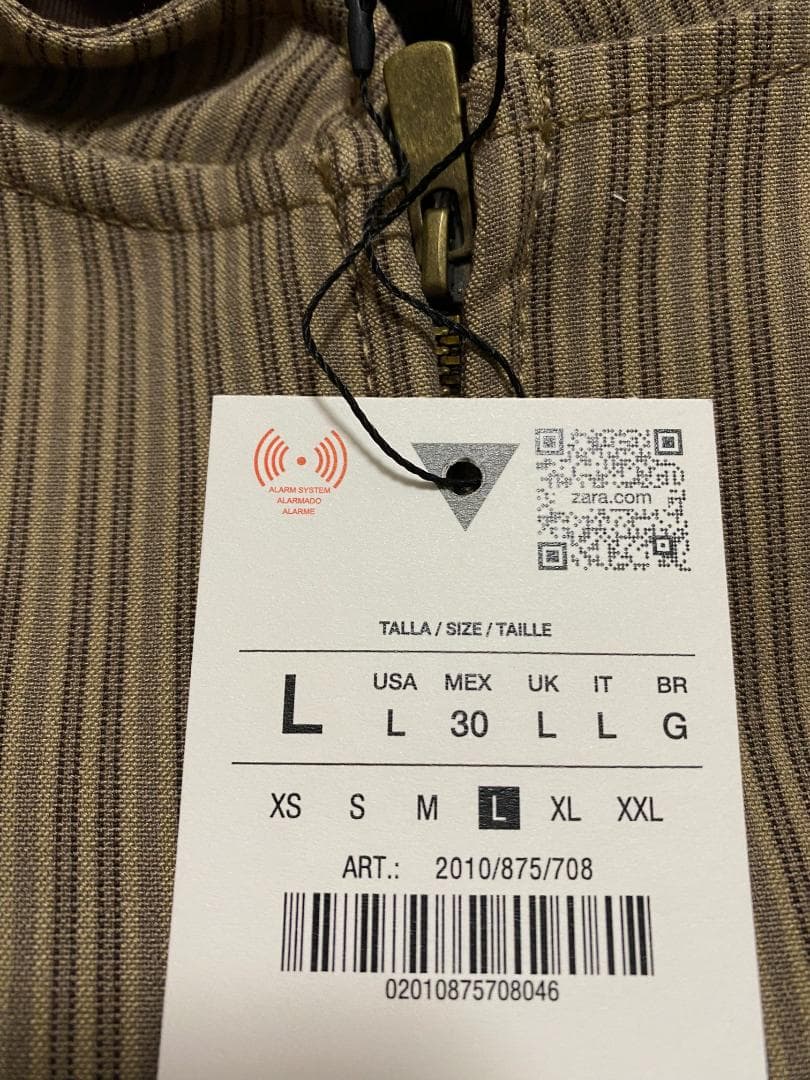 ALARM SYSTEM
ALARMADO
ALARME
zara.com
TALLA / SIZE / TAILLE
L USA MEX UK IT BR
L 30 L L G
XS S M L XL XXL
ART.: 2010/875/708
02010875708046